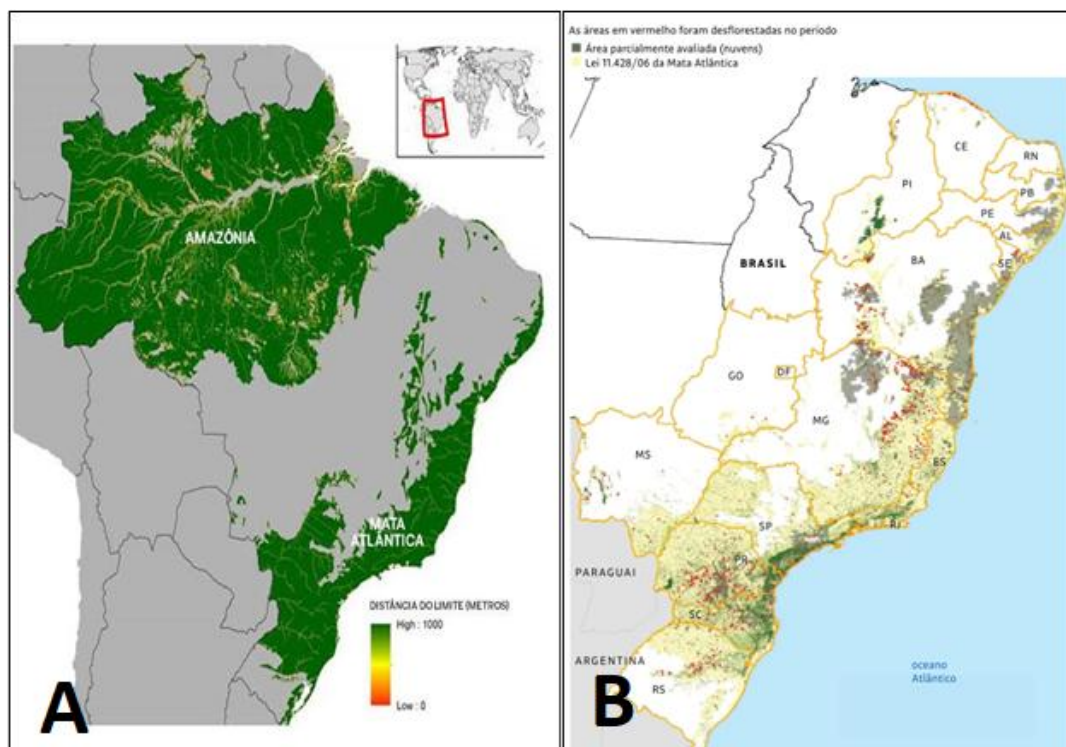 AMAZÔNIA
MATA
ATLÂNTICA
DISTÂNCIA DO LIMITE (METROS)
High : 1000
Low : 0
A
As áreas em vermelho foram desflorestadas no período
Área parcialmente avaliada (nuvens)
Lei 11.428/06 da Mata Atlântica
CE
RN
PB
PI
PE
AL
SE
BRASIL
BA
GO
DF
MG
MS
ES
SP
RJ
PR
PARAGUAI
SC
ARGENTINA
RS
oceano
Atlântico
B